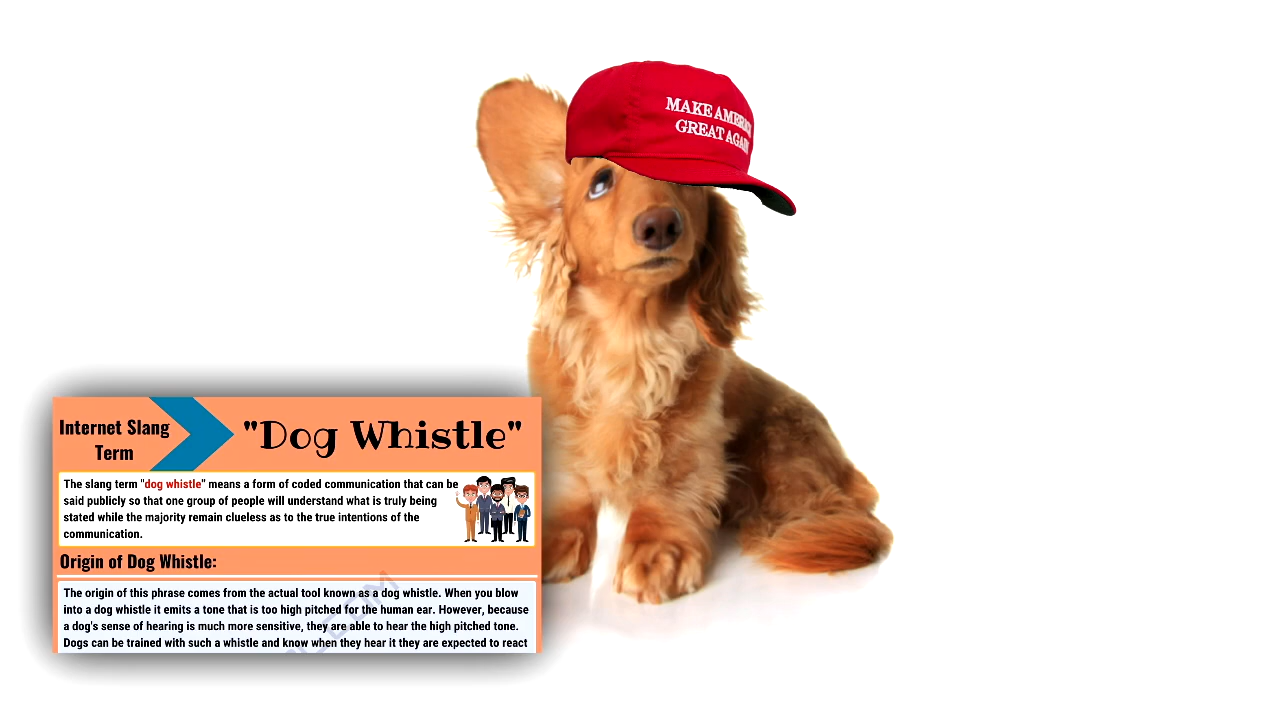 MAKE AMERICA
GREAT AGAIN
Internet Slang
Term
"Dog Whistle"
The slang term "dog whistle" means a form of coded communication that can be
said publicly so that one group of people will understand what is truly being
stated while the majority remain clueless as to the true intentions of the
communication.
Origin of Dog Whistle:
The origin of this phrase comes from the actual tool known as a dog whistle. When you blow
into a dog whistle it emits a tone that is too high pitched for the human ear. However, because
a dog's sense of hearing is much more sensitive, they are able to hear the high pitched tone.
Dogs can be trained with such a whistle and know when they hear it they are expected to react